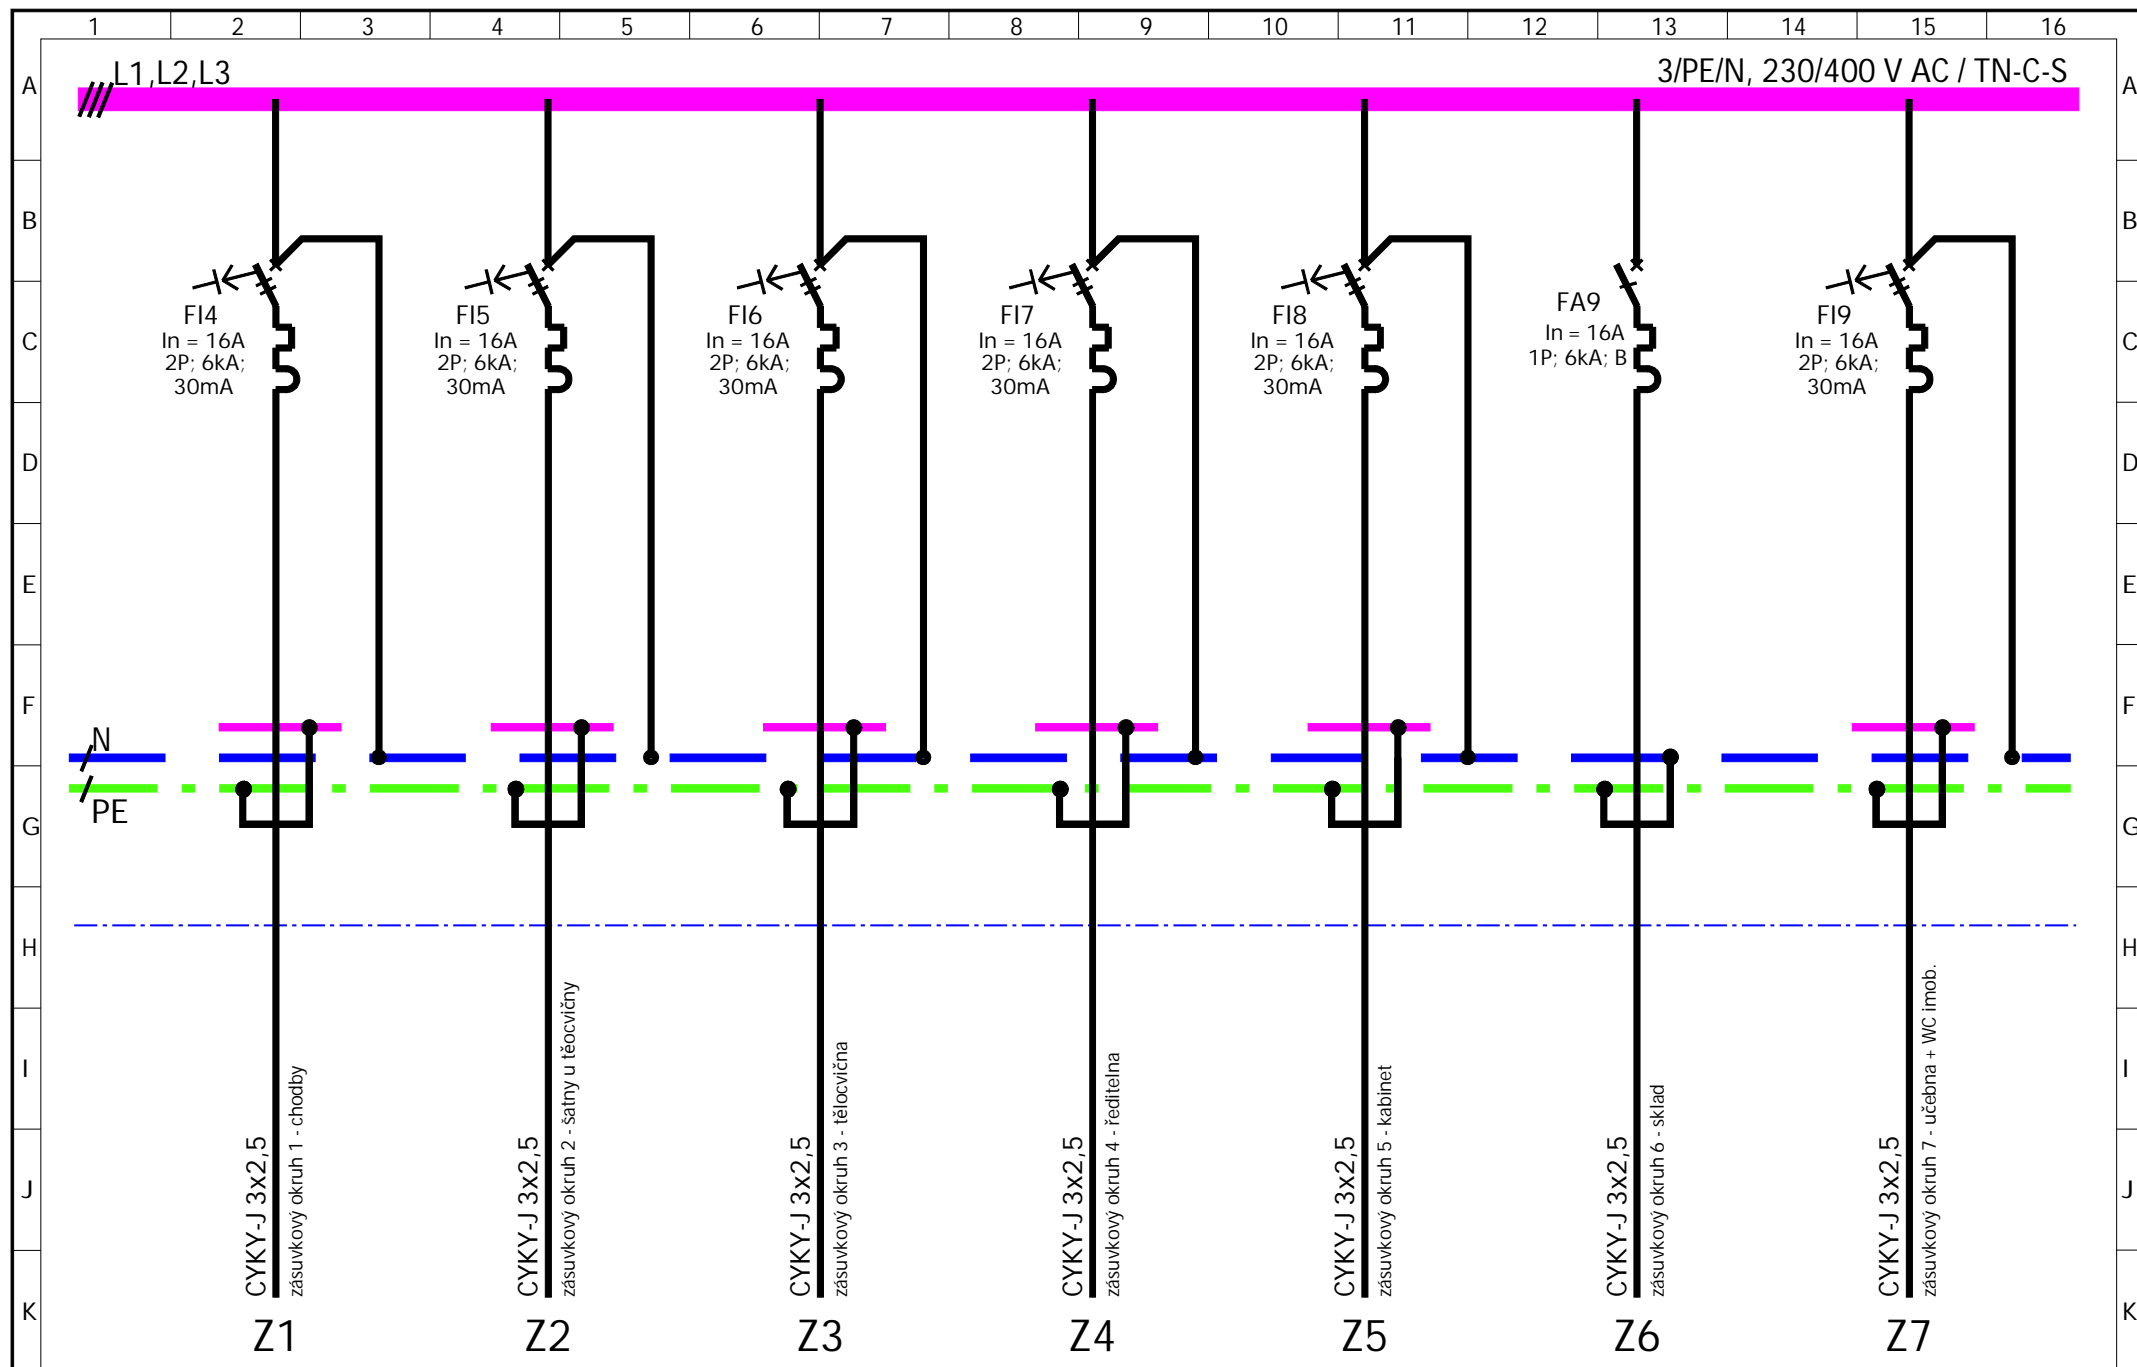 1 2 3 4 5 6 7 8 9 10 11 12 13 14 15 16
A A
L1,L2,L3
3/PE/N, 230/400 V AC / TN-C-S
B B
C C
FI4
In = 16A
2P; 6kA;
30mA
FI5
In = 16A
2P; 6kA;
30mA
FI6
In = 16A
2P; 6kA;
30mA
FI7
In = 16A
2P; 6kA;
30mA
FI8
In = 16A
2P; 6kA;
30mA
FA9
In = 16A
1P; 6kA; B
FI9
In = 16A
2P; 6kA;
30mA
D D
E E
F F
N
PE
G G
H H
I I
J J
K K
CYKY-J 3x2,5
zásuvkový okruh 1 - chodby
Z1
CYKY-J 3x2,5
zásuvkový okruh 2 - šatny u těocvičny
Z2
CYKY-J 3x2,5
zásuvkový okruh 3 - tělocvična
Z3
CYKY-J 3x2,5
zásuvkový okruh 4 - ředitelna
Z4
CYKY-J 3x2,5
zásuvkový okruh 5 - kabinet
Z5
CYKY-J 3x2,5
zásuvkový okruh 6 - sklad
Z6
CYKY-J 3x2,5
zásuvkový okruh 7 - učebna + WC imob.
Z7